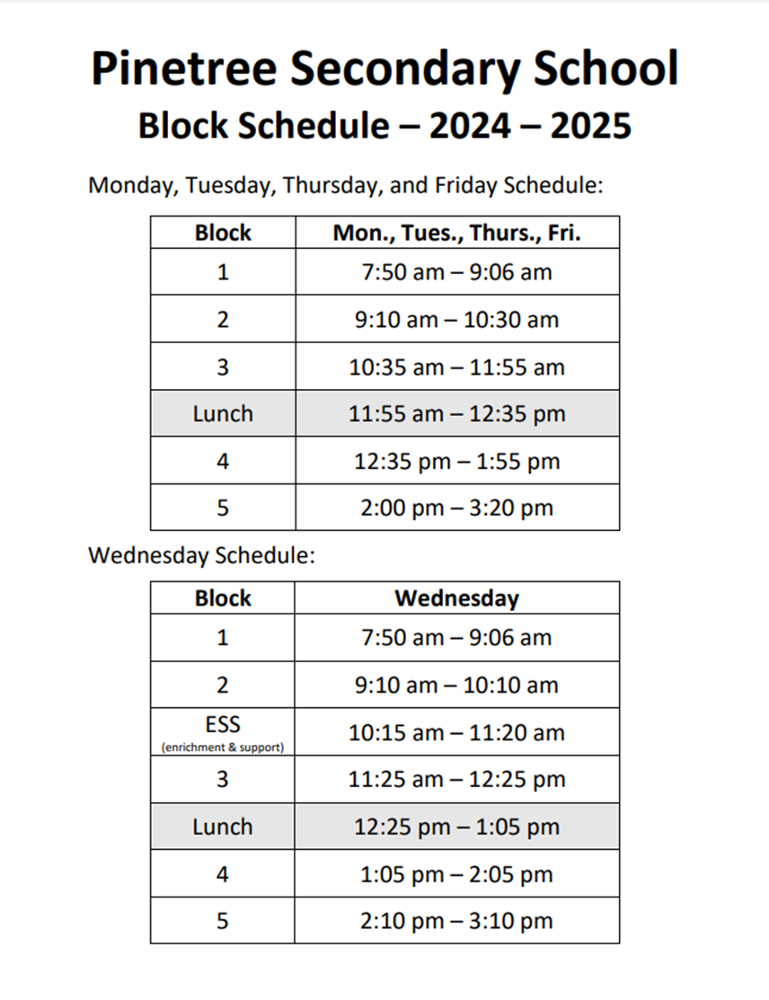 Pinetree Secondary School
Block Schedule – 2024 – 2025
Monday, Tuesday, Thursday, and Friday Schedule:
Block Mon., Tues., Thurs., Fri.
1 7:50 am – 9:06 am
2 9:10 am – 10:30 am
3 10:35 am – 11:55 am
Lunch 11:55 am – 12:35 pm
4 12:35 pm – 1:55 pm
5 2:00 pm – 3:20 pm
Wednesday Schedule:
Block Wednesday
1 7:50 am – 9:06 am
2 9:10 am – 10:10 am
ESS
(enrichment & support) 10:15 am – 11:20 am
3 11:25 am – 12:25 pm
Lunch 12:25 pm – 1:05 pm
4 1:05 pm – 2:05 pm
5 2:10 pm – 3:10 pm